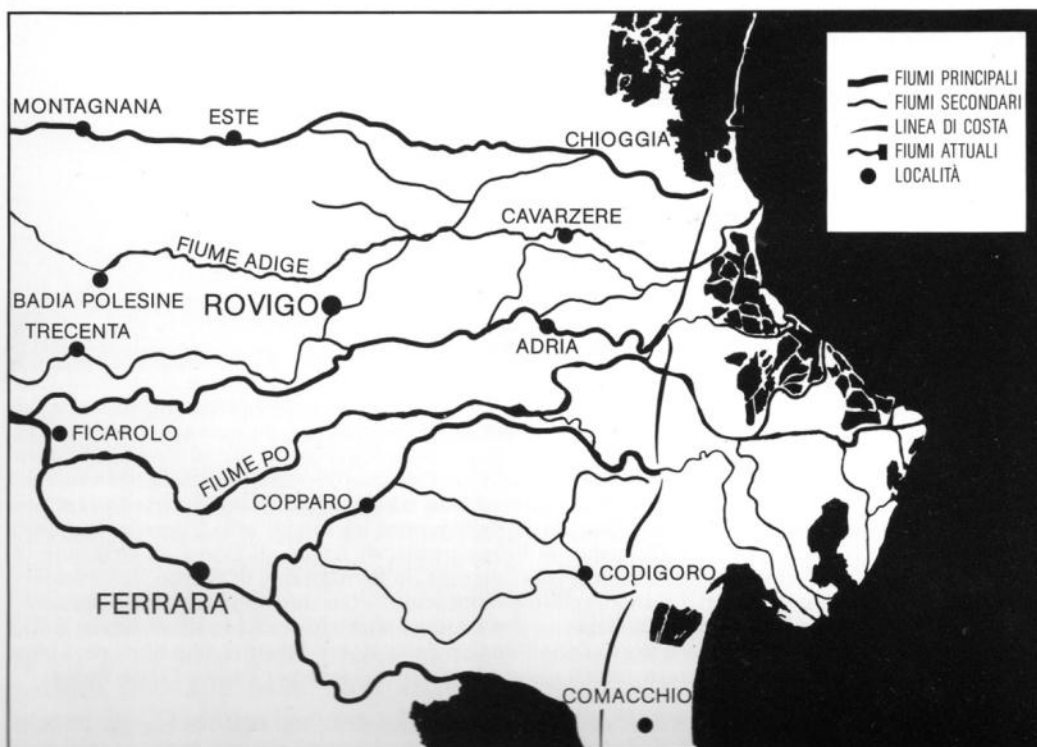 FIUMI PRINCIPALI
FIUMI SECONDARI
LINEA DI COSTA
FIUMI ATTUALI
LOCALITÀ
MONTAGNANA
ESTE
CHIOGGIA
CAVARZERE
FIUME ADIGE
BADIA POLESINE
ROVIGO
TRECENTA
ADRIA
FICAROLO
FIUME PO
COPPARO
CODIGORO
FERRARA
COMACCHIO